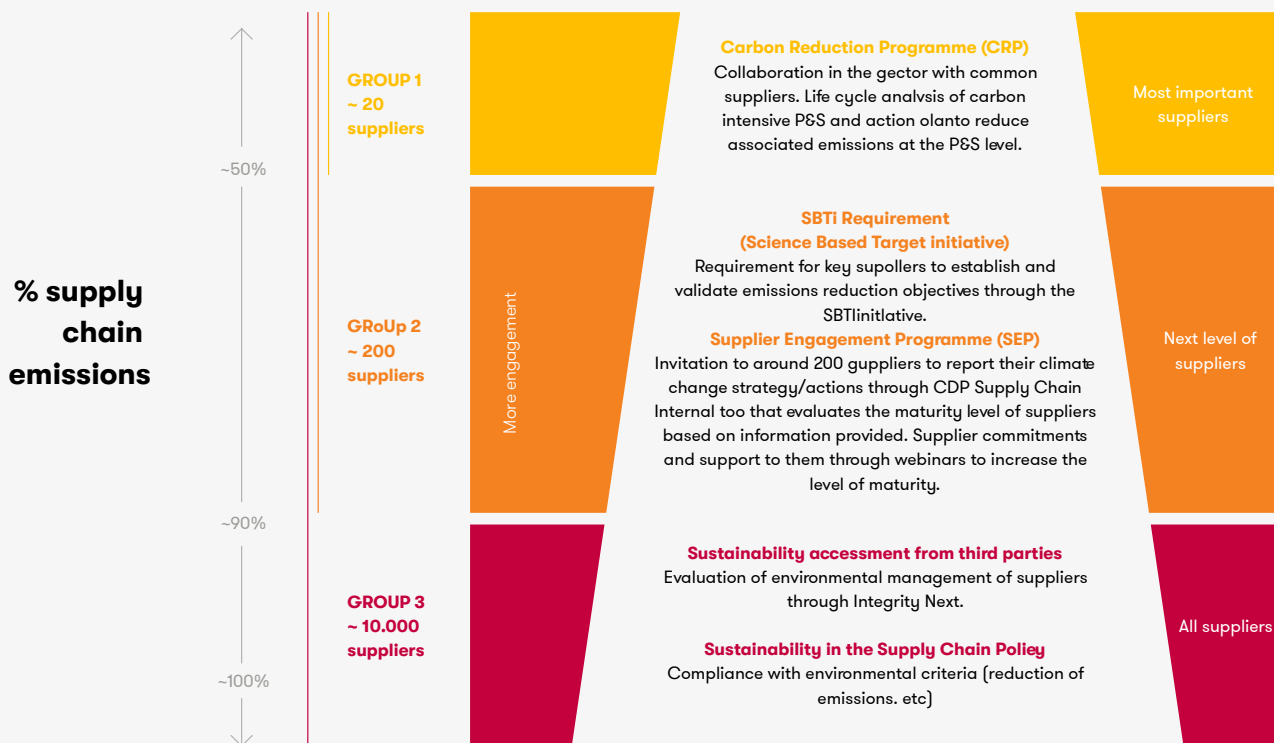 % supply
chain
emissions
~50%
~90%
~100%
GROUP 1
~ 20
suppliers
GRoUp 2
~ 200
suppliers
GROUP 3
~ 10.000
suppliers
More engagement
Carbon Reduction Programme (CRP)
Collaboration in the gector with common
suppliers. Life cycle analvsis of carbon
intensive P&S and action olanto reduce
associated emissions at the P&S level.
SBTi Requirement
(Science Based Target initiative)
Requirement for key supollers to establish and
validate emissions reduction objectives through the
SBTIinitlative.
Supplier Engagement Programme (SEP)
Invitation to around 200 guppliers to report their climate
change strategy/actions through CDP Supply Chain
Internal too that evaluates the maturity level of suppliers
based on information provided. Supplier commitments
and support to them through webinars to increase the
level of maturity.
Sustainability accessment from third parties
Evaluation of environmental management of suppliers
through Integrity Next.
Sustainability in the Supply Chain Poliey
Compliance with environmental criteria (reduction of
emissions. etc)
Most important
suppliers
Next level of
suppliers
All suppliers